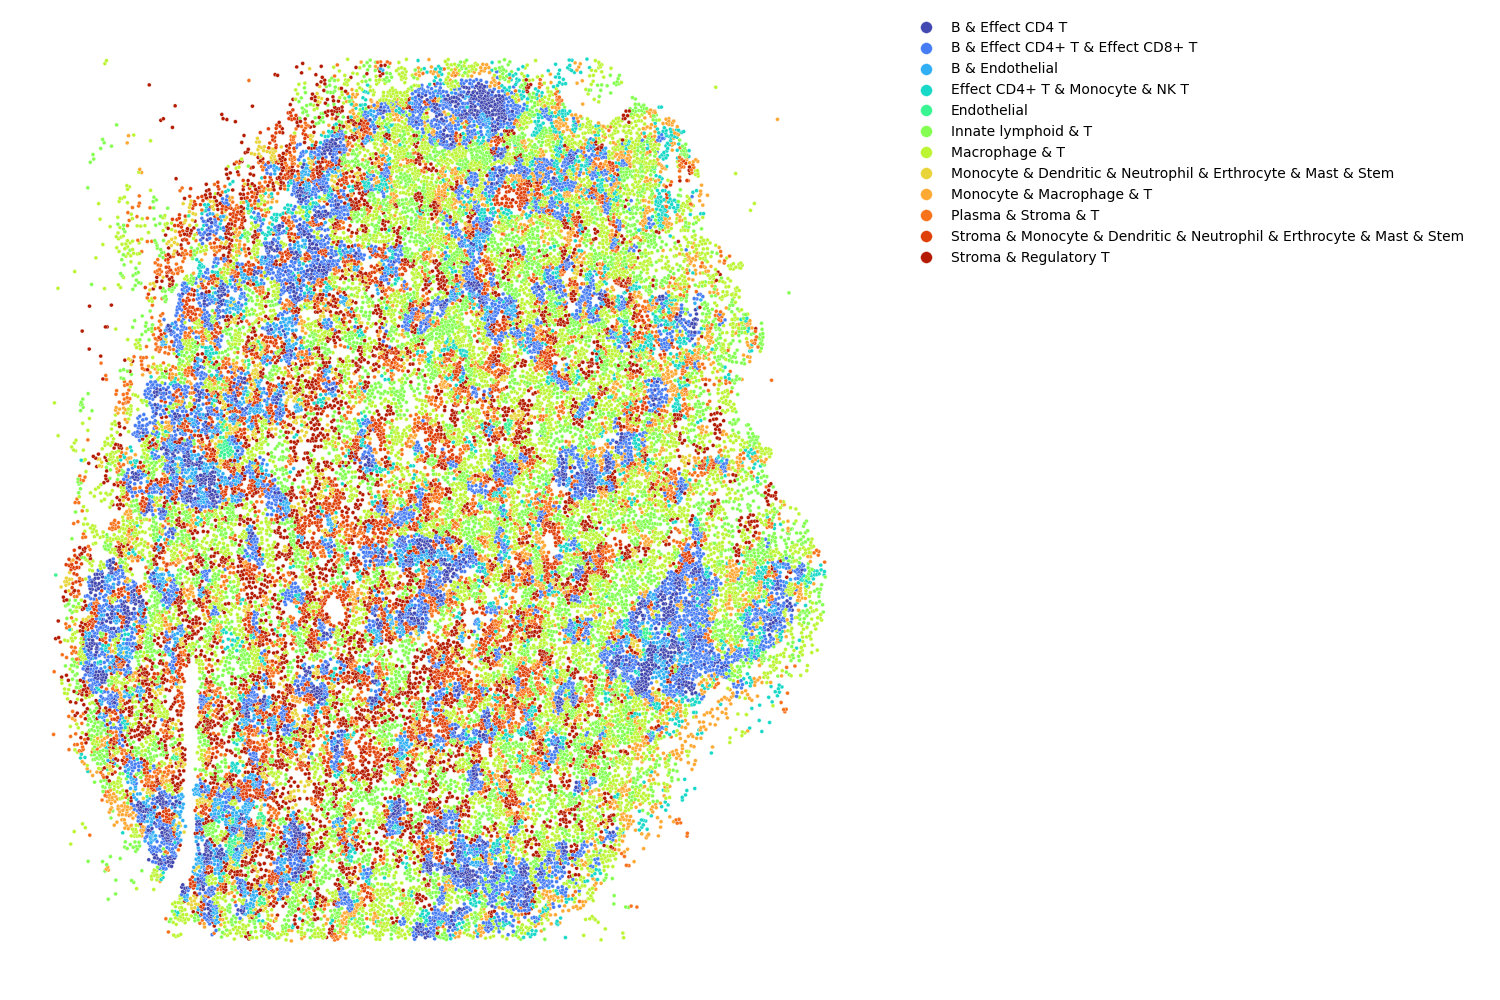 B & Effect CD4 T
B & Effect CD4+ T & Effect CD8+ T
B & Endothelial
Effect CD4+ T & Monocyte & NK T
Endothelial
Innate lymphoid & T
Macrophage & T
Monocyte & Dendritic & Neutrophil & Erthrocyte & Mast & Stem
Monocyte & Macrophage & T
Plasma & Stroma & T
Stroma & Monocyte & Dendritic & Neutrophil & Erthrocyte & Mast & Stem
Stroma & Regulatory T